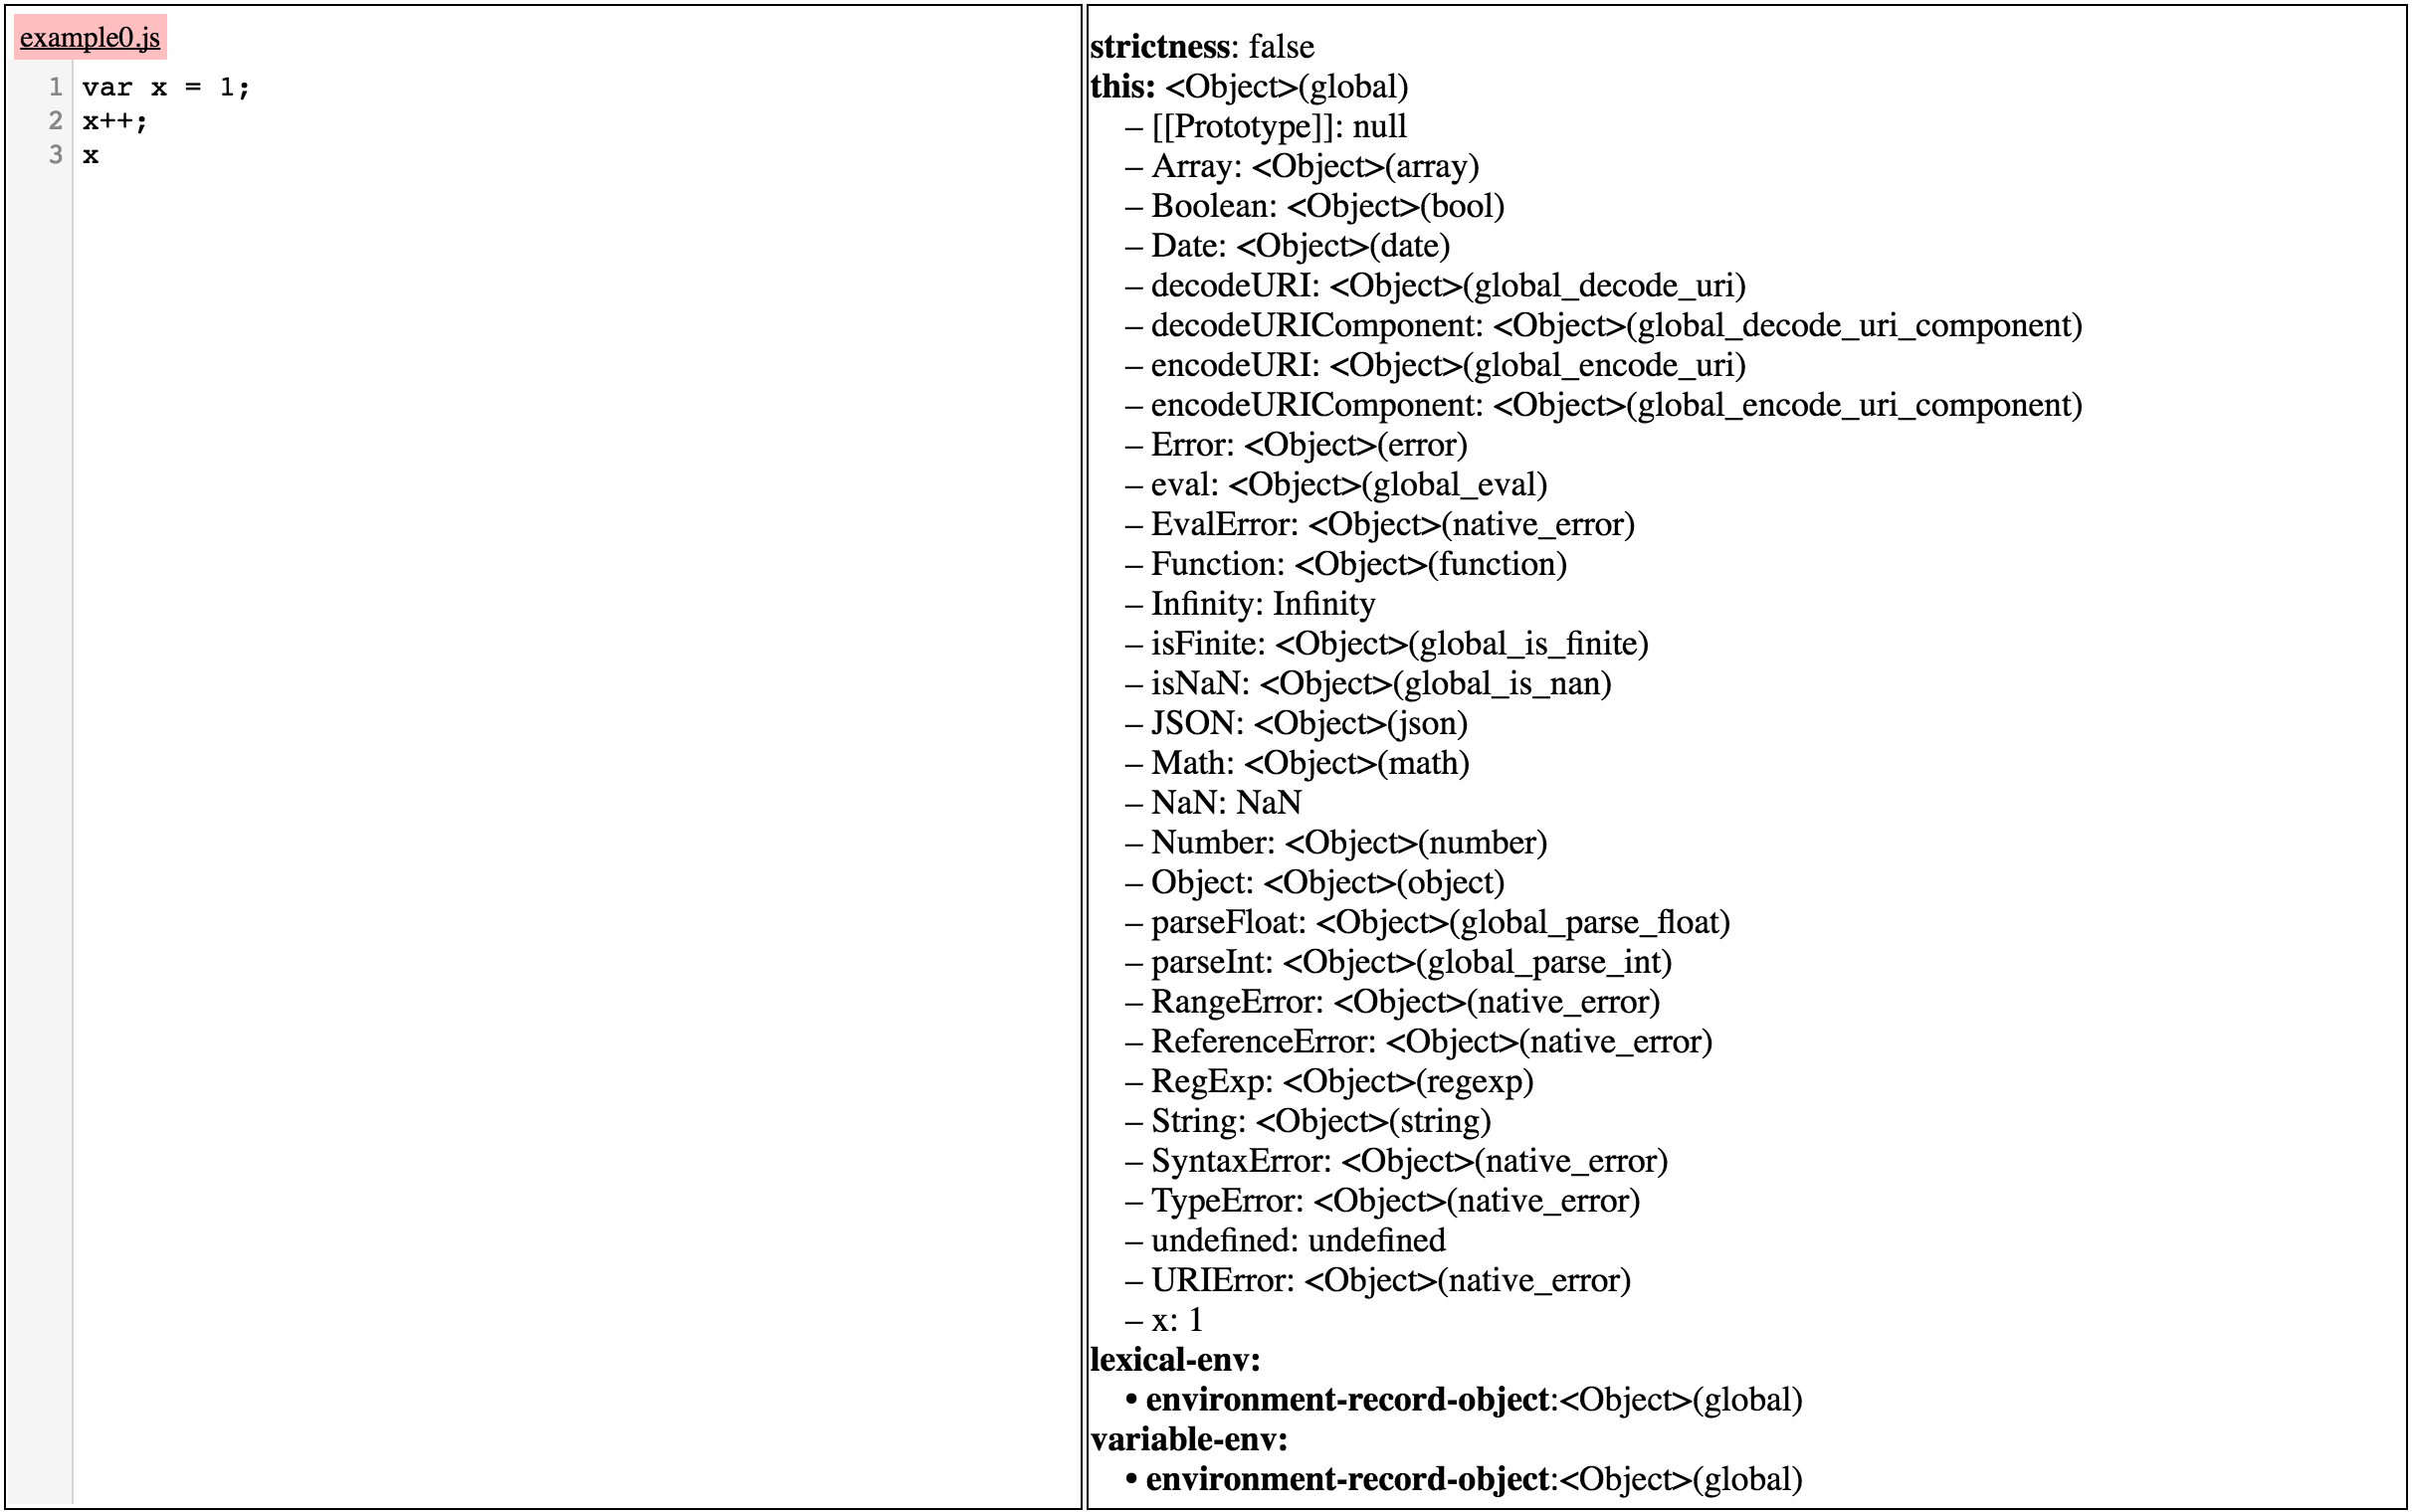 example0.js
1 var x = 1;
2 x++;
3 x
strictness: false
this: <Object>(global)
– [[Prototype]]: null
– Array: <Object>(array)
– Boolean: <Object>(bool)
– Date: <Object>(date)
– decodeURI: <Object>(global_decode_uri)
– decodeURIComponent: <Object>(global_decode_uri_component)
– encodeURI: <Object>(global_encode_uri)
– encodeURIComponent: <Object>(global_encode_uri_component)
– Error: <Object>(error)
– eval: <Object>(global_eval)
– EvalError: <Object>(native_error)
– Function: <Object>(function)
– Infinity: Infinity
– isFinite: <Object>(global_is_finite)
– isNaN: <Object>(global_is_nan)
– JSON: <Object>(json)
– Math: <Object>(math)
– NaN: NaN
– Number: <Object>(number)
– Object: <Object>(object)
– parseFloat: <Object>(global_parse_float)
– parseInt: <Object>(global_parse_int)
– RangeError: <Object>(native_error)
– ReferenceError: <Object>(native_error)
– RegExp: <Object>(regexp)
– String: <Object>(string)
– SyntaxError: <Object>(native_error)
– TypeError: <Object>(native_error)
– undefined: undefined
– URIError: <Object>(native_error)
– x: 1
lexical-env:
• environment-record-object:<Object>(global)
variable-env:
• environment-record-object:<Object>(global)